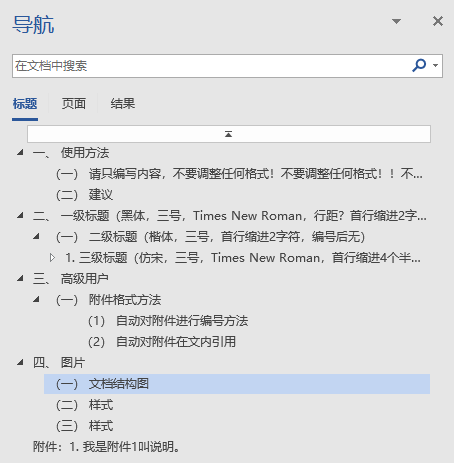 导航
在文档中搜索
标题 页面 结果
一、 使用方法
（一） 请只编写内容，不要调整任何格式！不要调整任何格式！！不...
（二） 建议
二、 一级标题（黑体，三号，Times New Roman，行距？首行缩进2字...
（一） 二级标题（楷体，三号，首行缩进2字符，编号后无）
1. 三级标题（仿宋，三号，Times New Roman，首行缩进4个半...
三、 高级用户
（一） 附件格式方法
（1） 自动对附件进行编号方法
（2） 自动对附件在文内引用
四、 图片
（一） 文档结构图
（二） 样式
（三） 样式
附件：1. 我是附件1叫说明。